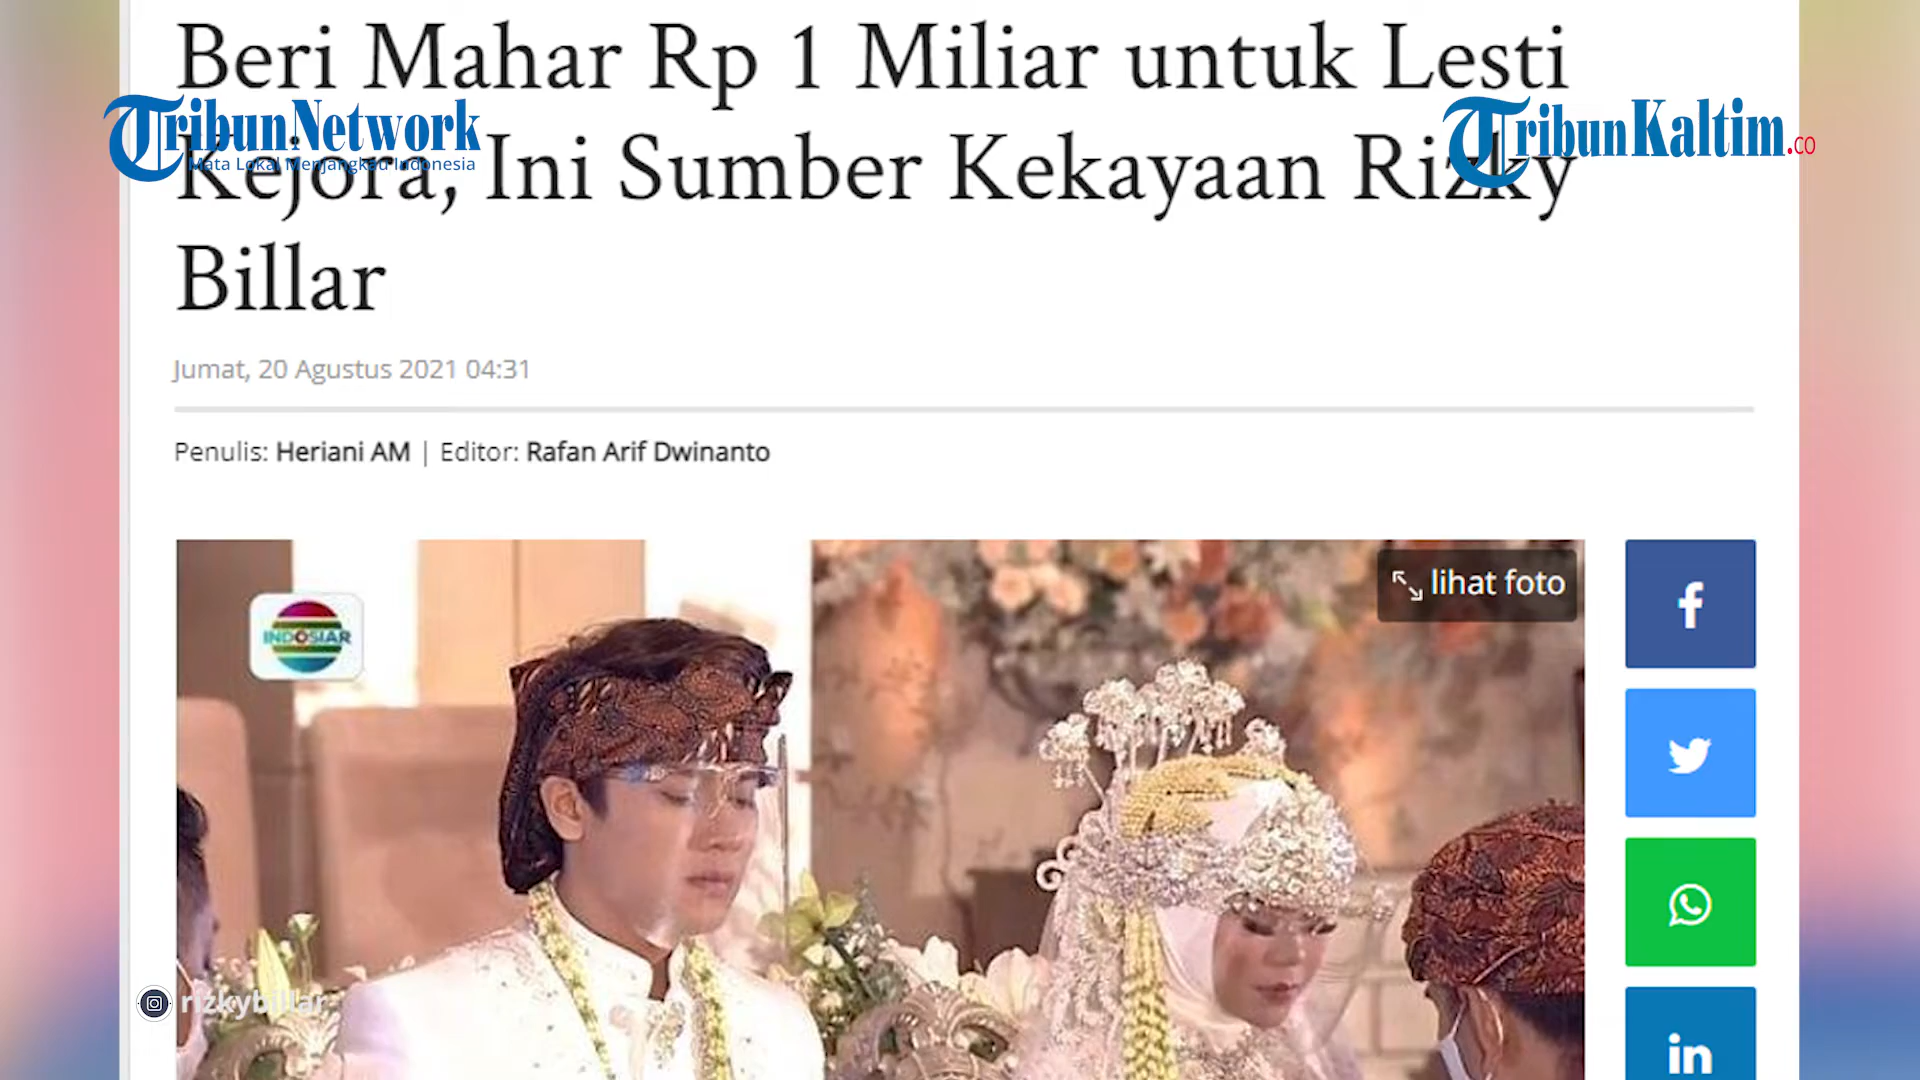 Beri Mahar Rp 1 Miliar untuk Lesti
TribunNetwork
Mata Lokal Menjangkau Indonesia
TribunKaltim.co
Kejora, Ini Sumber Kekayaan Rizky
Billar
Jumat, 20 Agustus 2021 04:31
Penulis: Heriani AM | Editor: Rafan Arif Dwinanto
INDOSIAR
lihat foto
rizkybillar